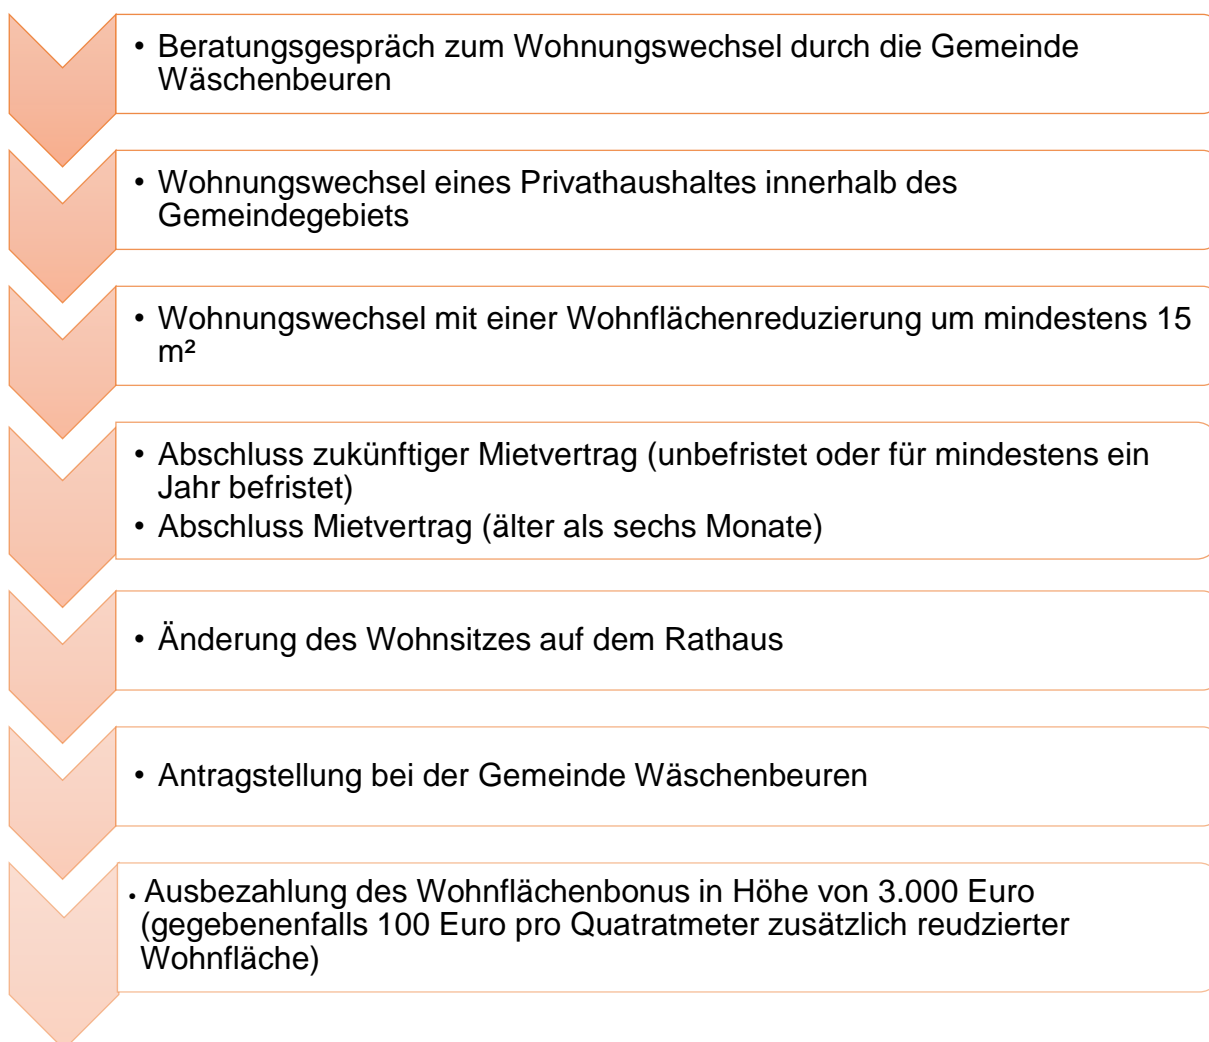 • Beratungsgespräch zum Wohnungswechsel durch die Gemeinde
Wäschenbeuren
• Wohnungswechsel eines Privathaushaltes innerhalb des
Gemeindegebiets
• Wohnungswechsel mit einer Wohnflächenreduzierung um mindestens 15
m²
• Abschluss zukünftiger Mietvertrag (unbefristet oder für mindestens ein
Jahr befristet)
• Abschluss Mietvertrag (älter als sechs Monate)
• Änderung des Wohnsitzes auf dem Rathaus
• Antragstellung bei der Gemeinde Wäschenbeuren
• Ausbezahlung des Wohnflächenbonus in Höhe von 3.000 Euro
(gegebenenfalls 100 Euro pro Quatratmeter zusätzlich reudzierter
Wohnfläche)